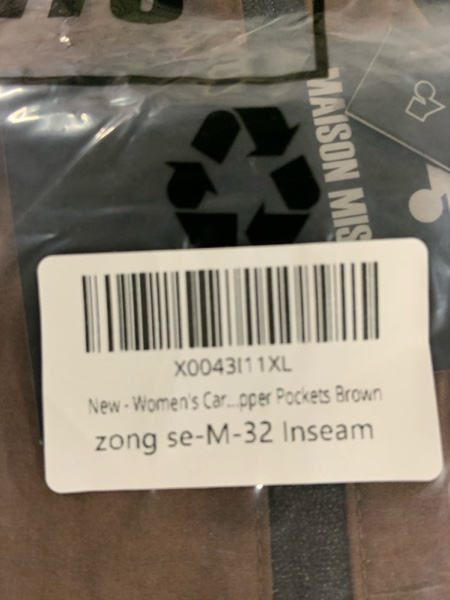 "MAISON MIS
X0043I11XL
New - Women's Car...pper Pockets Brown
zong se-M-32 Inseam